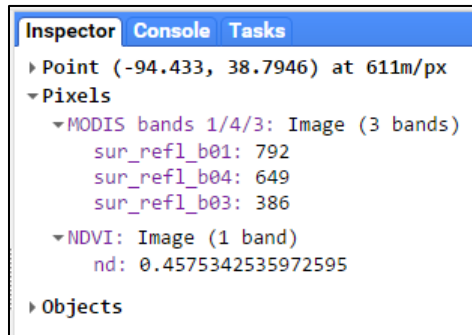 Inspector Console Tasks
Point (-94.433, 38.7946) at 611m/px
Pixels
MODIS bands 1/4/3: Image (3 bands)
sur_refl_b01: 792
sur_refl_b04: 649
sur_refl_b03: 386
NDVI: Image (1 band)
nd: 0.4575342535972595
Objects